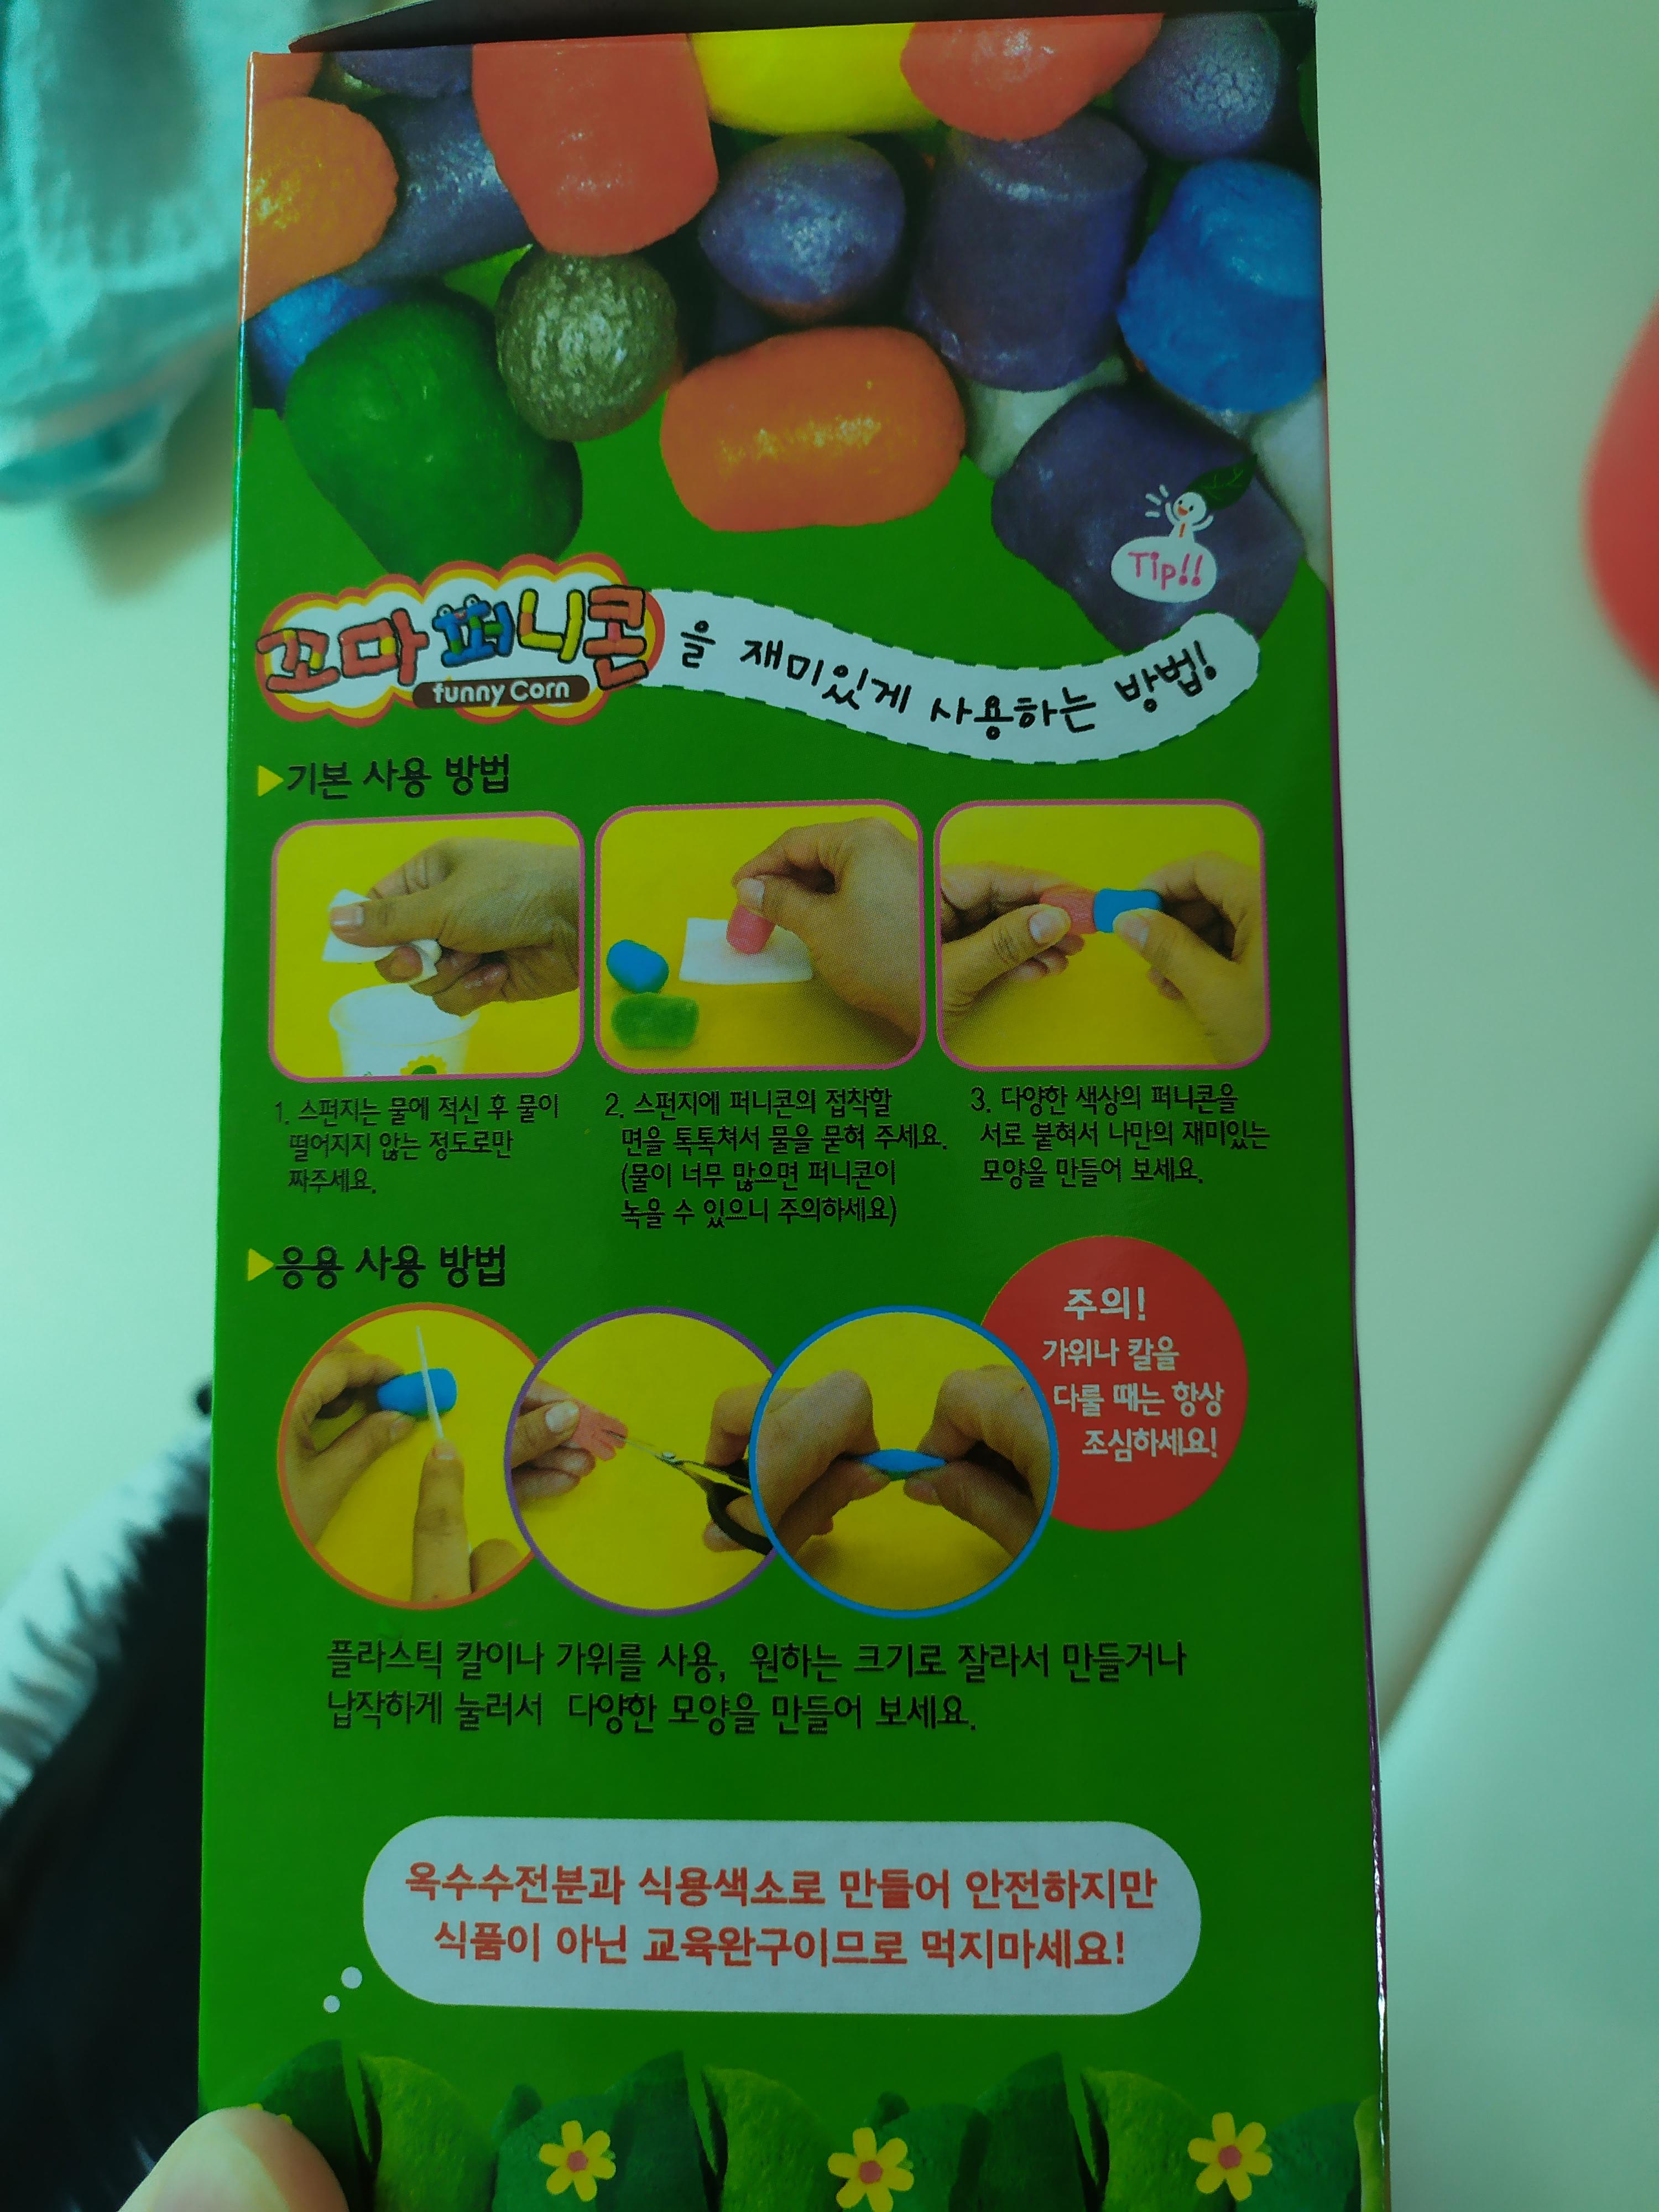 Tip!!
꼬마 퍼니콘 을 재미있게 사용하는 방법!
funny Corn
기본 사용 방법
1. 스펀지는 물에 적신 후 물이
떨어지지 않는 정도로만
짜주세요.
2. 스펀지에 퍼니콘의 접착할
면을 톡톡쳐서 물을 묻혀 주세요.
(물이 너무 많으면 퍼니콘이
녹을 수 있으니 주의하세요)
3. 다양한 색상의 퍼니콘을
서로 붙혀서 나만의 재미있는
모양을 만들어 보세요.
응용 사용 방법
주의!
가위나 칼을
다룰 때는 항상
조심하세요!
플라스틱 칼이나 가위를 사용, 원하는 크기로 잘라서 만들거나
납작하게 눌러서 다양한 모양을 만들어 보세요.
옥수수전분과 식용색소로 만들어 안전하지만
식품이 아닌 교육완구이므로 먹지마세요!